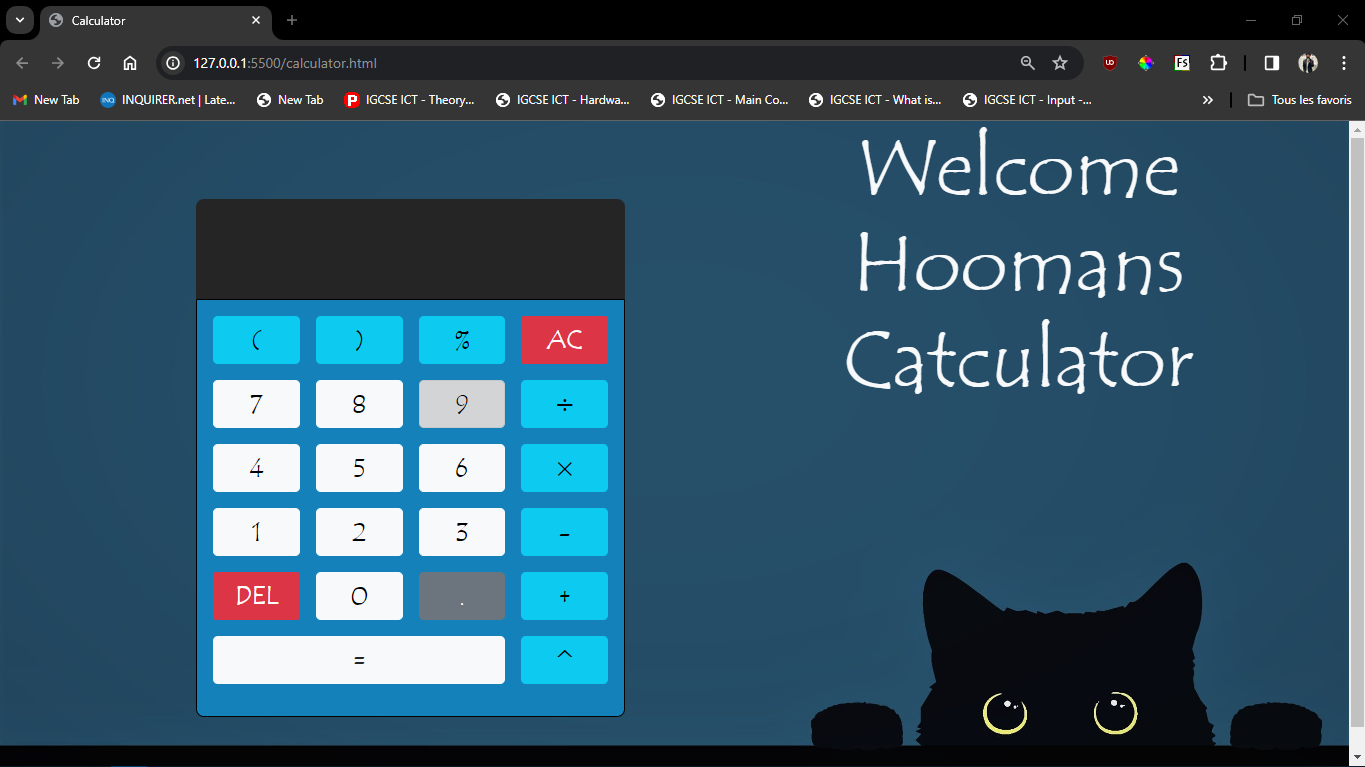 Calculator
127.0.0.1:5500/calculator.html
New Tab
INQ
INQUIRER.net | Late...
New Tab
IGCSE ICT - Theory...
IGCSE ICT - Hardwa...
IGCSE ICT - Main Co...
IGCSE ICT - What is...
IGCSE ICT - Input -...
Tous les favoris
Welcome
Hoomans
Catculator
( ) % AC
7 8 9 ÷
4 5 6 ×
1 2 3 -
DEL 0 . +
= ^